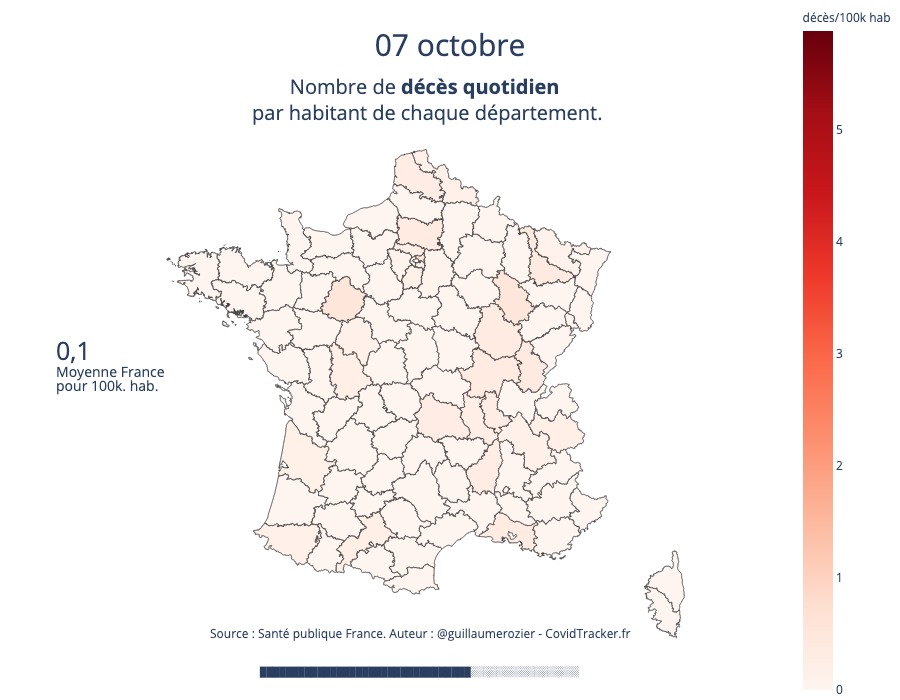 décès/100k hab
07 octobre
Nombre de décès quotidien
par habitant de chaque département.
5
4
0,1
Moyenne France
pour 100k. hab.
3
2
1
Source : Santé publique France. Auteur : @guillaumerozier - CovidTracker.fr
0